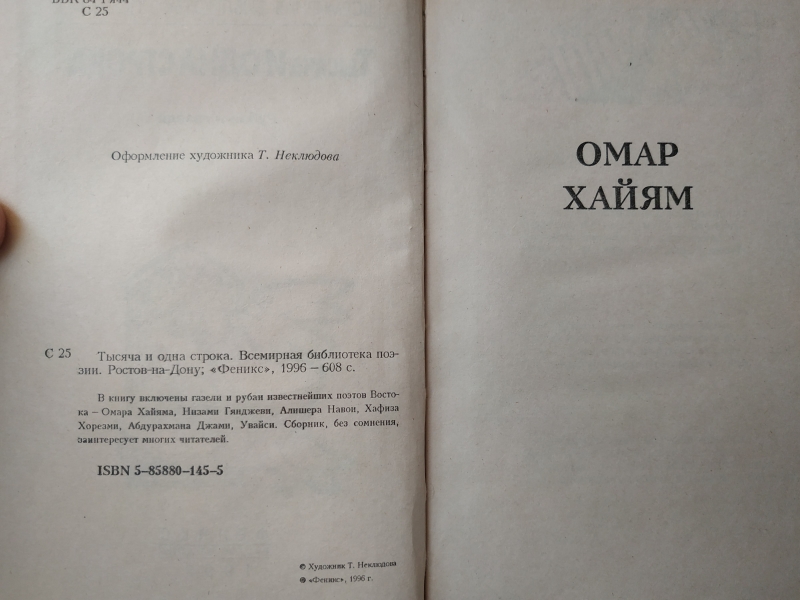 С 25
Оформление художника Т. Неклюдова
С 25 Тысяча и одна строка. Всемирная библиотека поэ-
зии. Ростов-на-Дону; «Феникс», 1996 – 608 с.
В книгу включены газели и рубаи известнейших поэтов Восто-
ка – Омара Хайяма, Низами Гянджеви, Алишера Навои, Хафиза
Хорезми, Абдурахмана Джами, Увайси. Сборник, без сомнения,
заинтересует многих читателей.
ISBN 5–85880–145–5
© Художник Т. Неклюдова
© «Феникс», 1996 г.
ОМАР
ХАЙЯМ